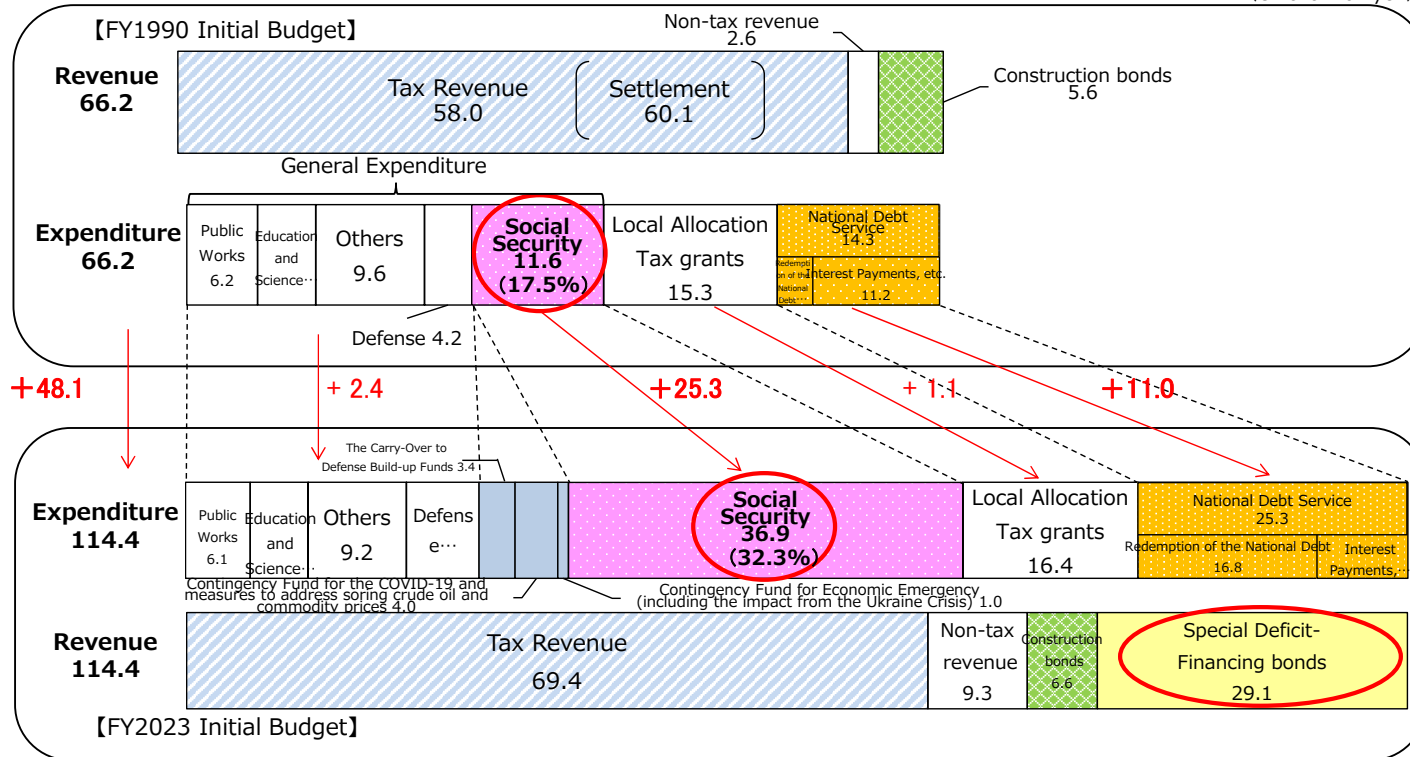 【FY1990 Initial Budget】
Non-tax revenue
2.6
Revenue
66.2
Tax Revenue
58.0
Settlement
60.1
Construction bonds
5.6
General Expenditure
Expenditure
66.2
Public
Works
6.2
Education
and
Science…
Others
9.6
Social
Security
11.6
(17.5%)
Local Allocation
Tax grants
15.3
National Debt
Service
14.3
Redempti
on of the
National
Debt…
Interest Payments, etc.
11.2
Defense 4.2
+48.1
+ 2.4
+25.3
+ 1.1
+11.0
The Carry-Over to
Defense Build-up Funds 3.4
Expenditure
114.4
Public
Works
6.1
Education
and
Science…
Others
9.2
Defens
e…
Social
Security
36.9
(32.3%)
Local Allocation
Tax grants
16.4
National Debt Service
25.3
Redemption of the National Debt
16.8
Interest
Payments,…
Contingency Fund for the COVID-19 and
measures to address soring crude oil and
commodity prices 4.0
Contingency Fund for Economic Emergency
(including the impact from the Ukraine Crisis) 1.0
Revenue
114.4
Tax Revenue
69.4
Non-tax
revenue
9.3
Construction
bonds
6.6
Special Deficit-
Financing bonds
29.1
【FY2023 Initial Budget】